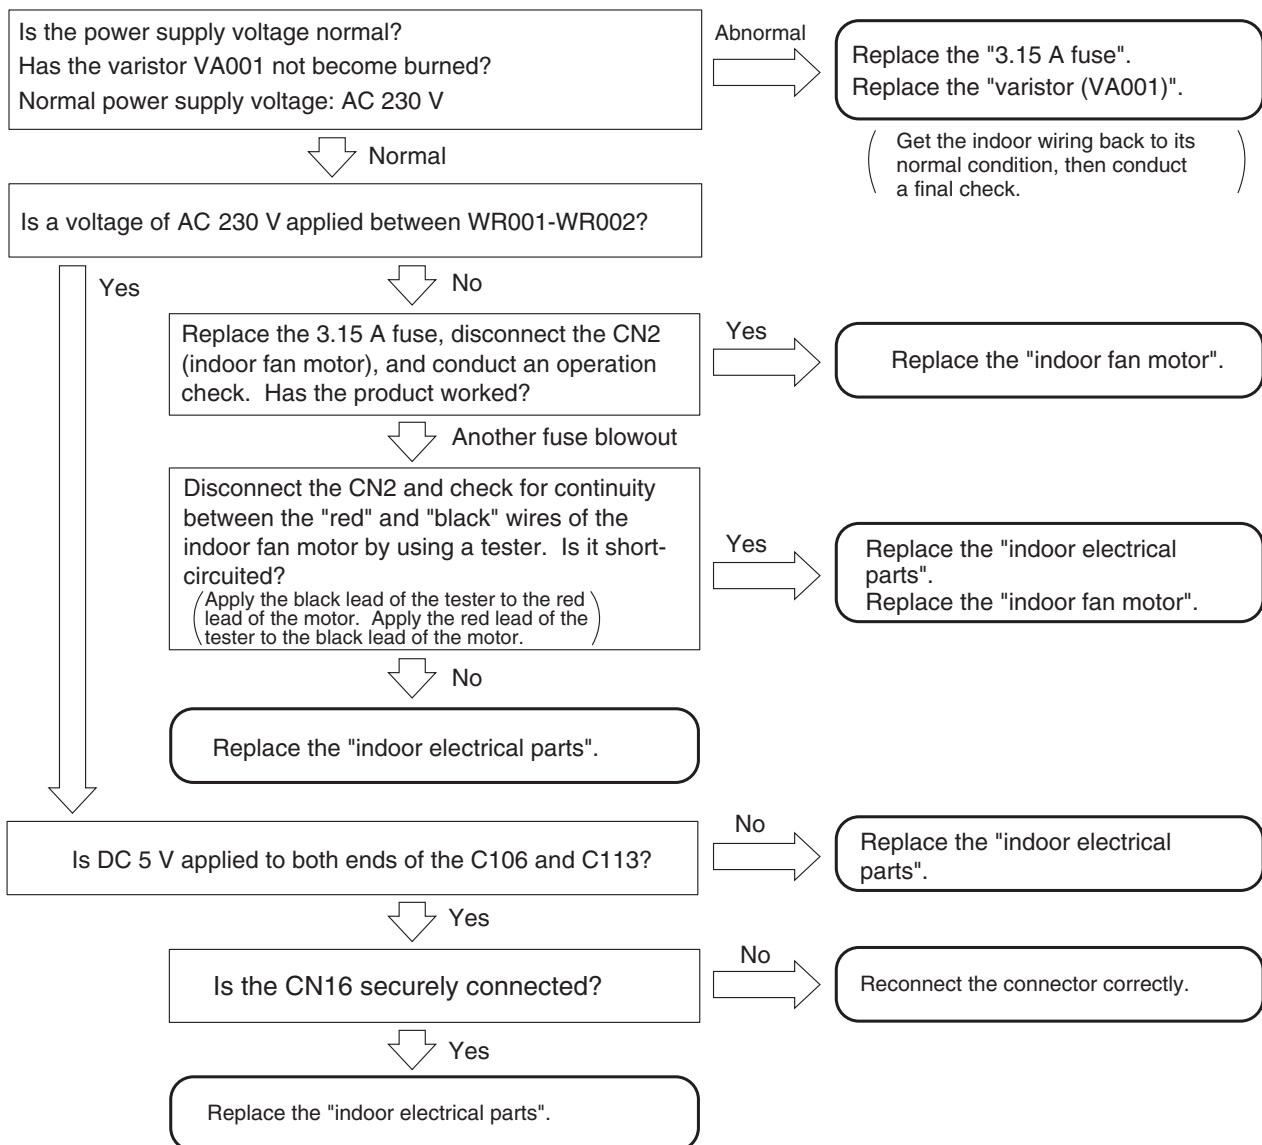 Is the power supply voltage normal?
Has the varistor VA001 not become burned?
Normal power supply voltage: AC 230 V
Abnormal
Replace the "3.15 A fuse".
Replace the "varistor (VA001)".
Get the indoor wiring back to its
normal condition, then conduct
a final check.
Normal
Is a voltage of AC 230 V applied between WR001-WR002?
Yes
No
Replace the 3.15 A fuse, disconnect the CN2
(indoor fan motor), and conduct an operation
check.  Has the product worked?
Yes
Replace the "indoor fan motor".
Another fuse blowout
Disconnect the CN2 and check for continuity
between the "red" and "black" wires of the
indoor fan motor by using a tester.  Is it short-
circuited?
Apply the black lead of the tester to the red
lead of the motor.  Apply the red lead of the
tester to the black lead of the motor.
Yes
Replace the "indoor electrical
parts".
Replace the "indoor fan motor".
No
Replace the "indoor electrical parts".
Is DC 5 V applied to both ends of the C106 and C113?
No
Replace the "indoor electrical
parts".
Yes
Is the CN16 securely connected?
No
Reconnect the connector correctly.
Yes
Replace the "indoor electrical parts".